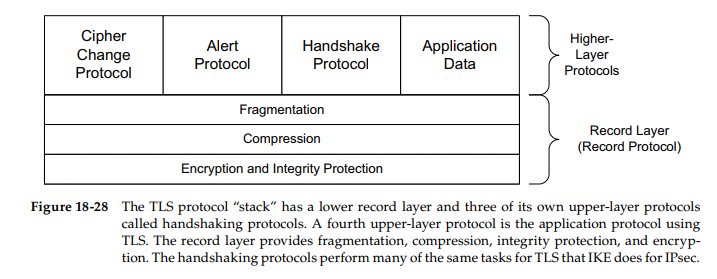 Cipher
Change
Protocol
Alert
Protocol
Handshake
Protocol
Application
Data
Higher-
Layer
Protocols
Fragmentation
Compression
Encryption and Integrity Protection
Record Layer
(Record Protocol)
Figure 18-28 The TLS protocol “stack” has a lower record layer and three of its own upper-layer protocols
called handshaking protocols. A fourth upper-layer protocol is the application protocol using
TLS. The record layer provides fragmentation, compression, integrity protection, and encryp-
tion. The handshaking protocols perform many of the same tasks for TLS that IKE does for IPsec.